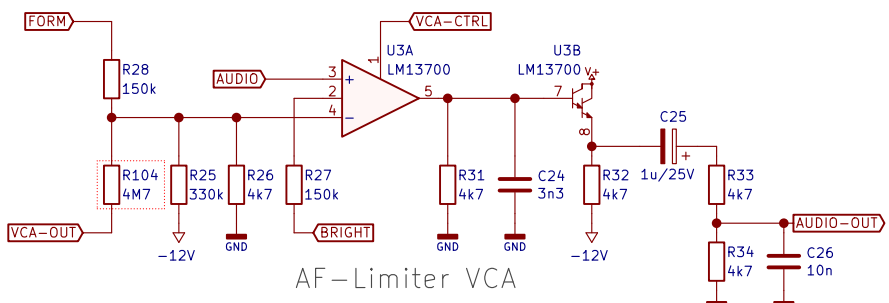 FORM
VCA-CTRL
U3A
LM13700
U3B
LM13700
V+
1
R28
150k
AUDIO
3
+
2
4
−
5
7
8
C25
+
1u/25V
R104
4M7
R25
330k
R26
4k7
R27
150k
R31
4k7
C24
3n3
R32
4k7
R33
4k7
VCA-OUT
-12V
GND
BRIGHT
GND
GND
-12V
AUDIO-OUT
R34
4k7
C26
10n
AF-Limiter VCA